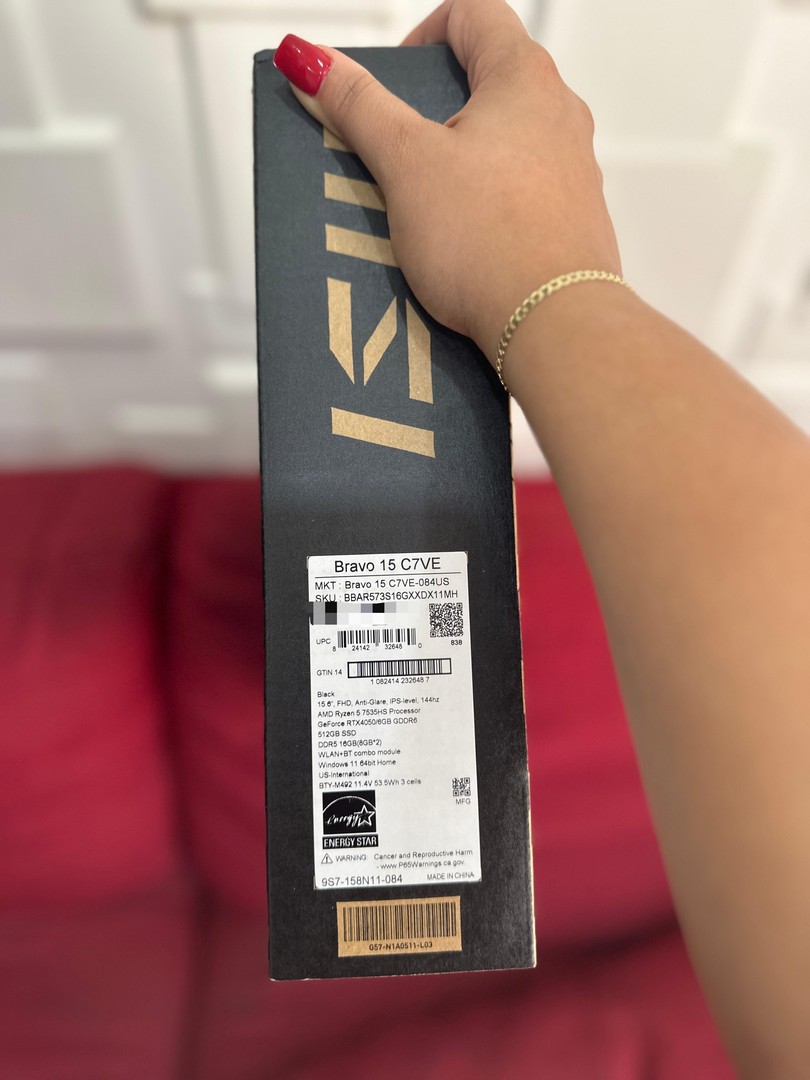 msi
Bravo 15 C7VE
MKT : Bravo 15 C7VE-084US
SKU : BBAR573S16GXXDX11MH
UPC
8 24142 32648 0
838
GTIN 14
1 082414 232648 7
Black
15.6", FHD, Anti-Glare, IPS-level, 144hz
AMD Ryzen 5 7535HS Processor
GeForce RTX4050/6GB GDDR6
512GB SSD
DDR5 16GB(8GB*2)
WLAN+BT combo module
Windows 11 64bit Home
US-International
BTY-M492 11.4V 53.5Wh 3 cells
MFG
energy
ENERGY STAR
WARNING: Cancer and Reproductive Harm
- www.P65Warnings.ca.gov.
9S7-158N11-084
MADE IN CHINA
G57-N1A0511-L03